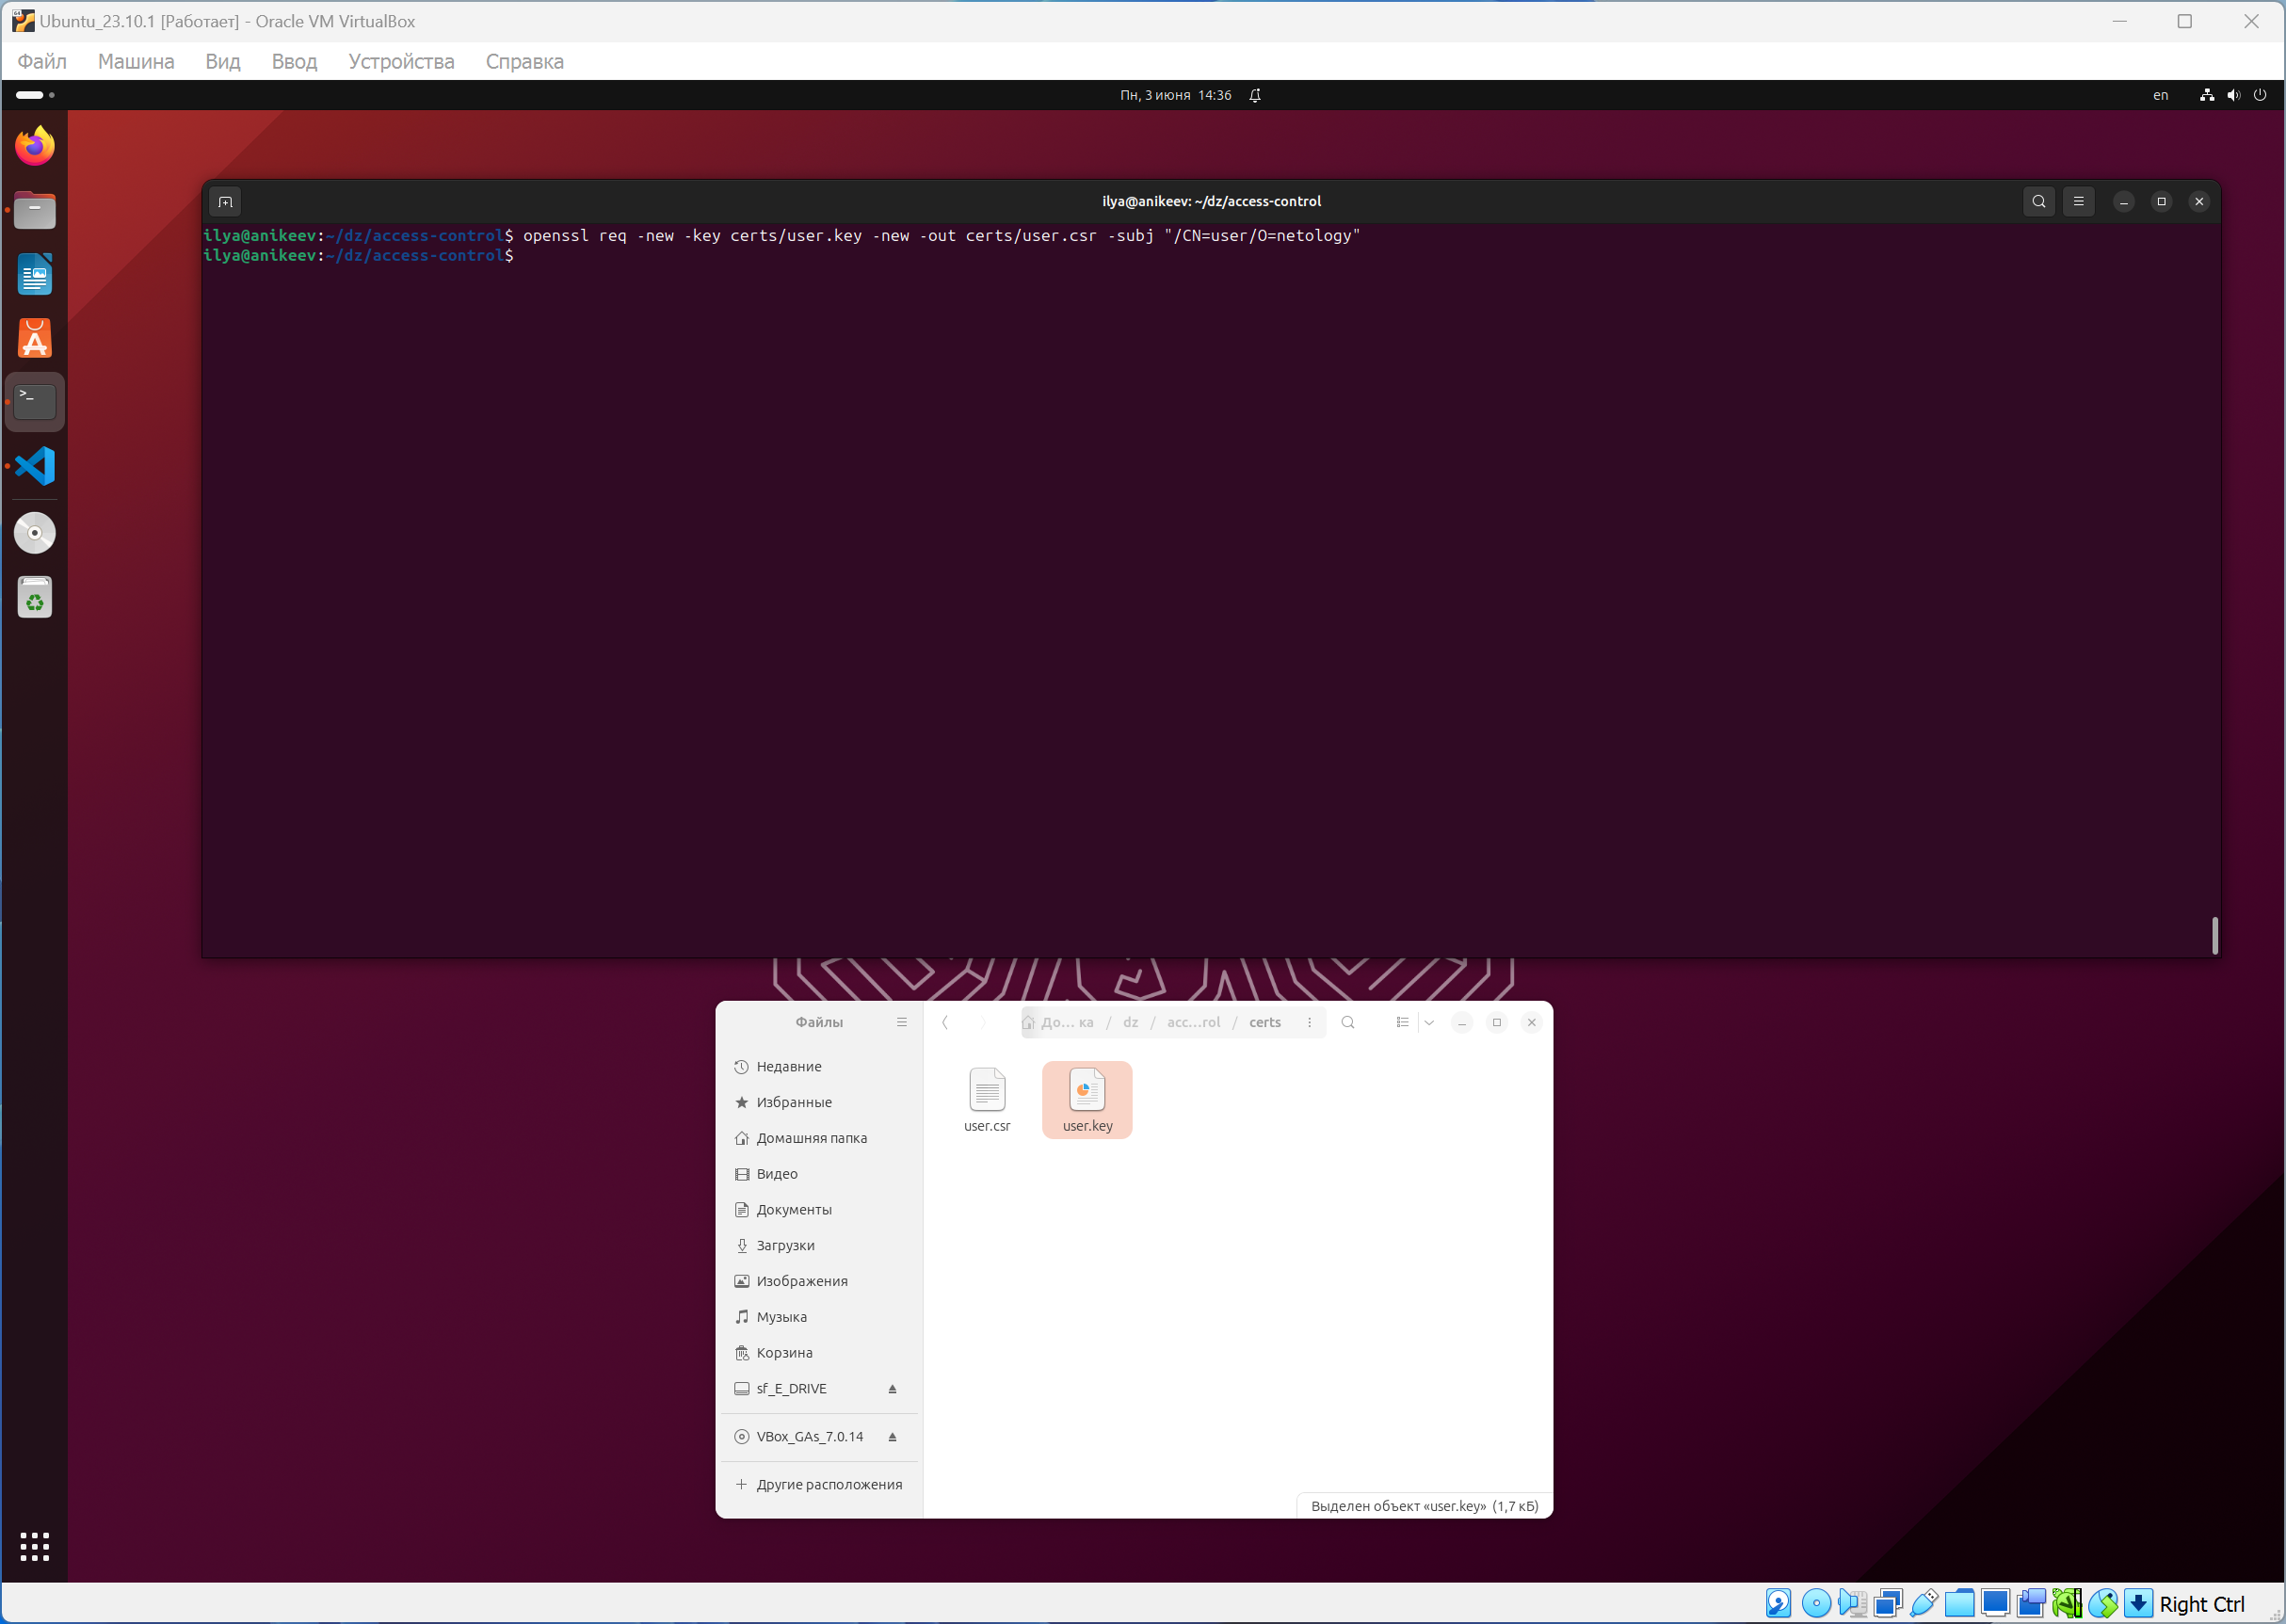 Ubuntu_23.10.1 [Работает] - Oracle VM VirtualBox
Файл Машина Вид Ввод Устройства Справка
Пн, 3 июня 14:36
en
ilya@anikeev: ~/dz/access-control
ilya@anikeev:~/dz/access-control$ openssl req -new -key certs/user.key -new -out certs/user.csr -subj "/CN=user/O=netology"
ilya@anikeev:~/dz/access-control$
Файлы
До... ка / dz / acc...rol / certs
Недавние
Избранные
Домашняя папка
Видео
Документы
Загрузки
Изображения
Музыка
Корзина
sf_E_DRIVE
VBox_GAs_7.0.14
Другие расположения
user.csr
user.key
Выделен объект «user.key» (1,7 кБ)
Right Ctrl